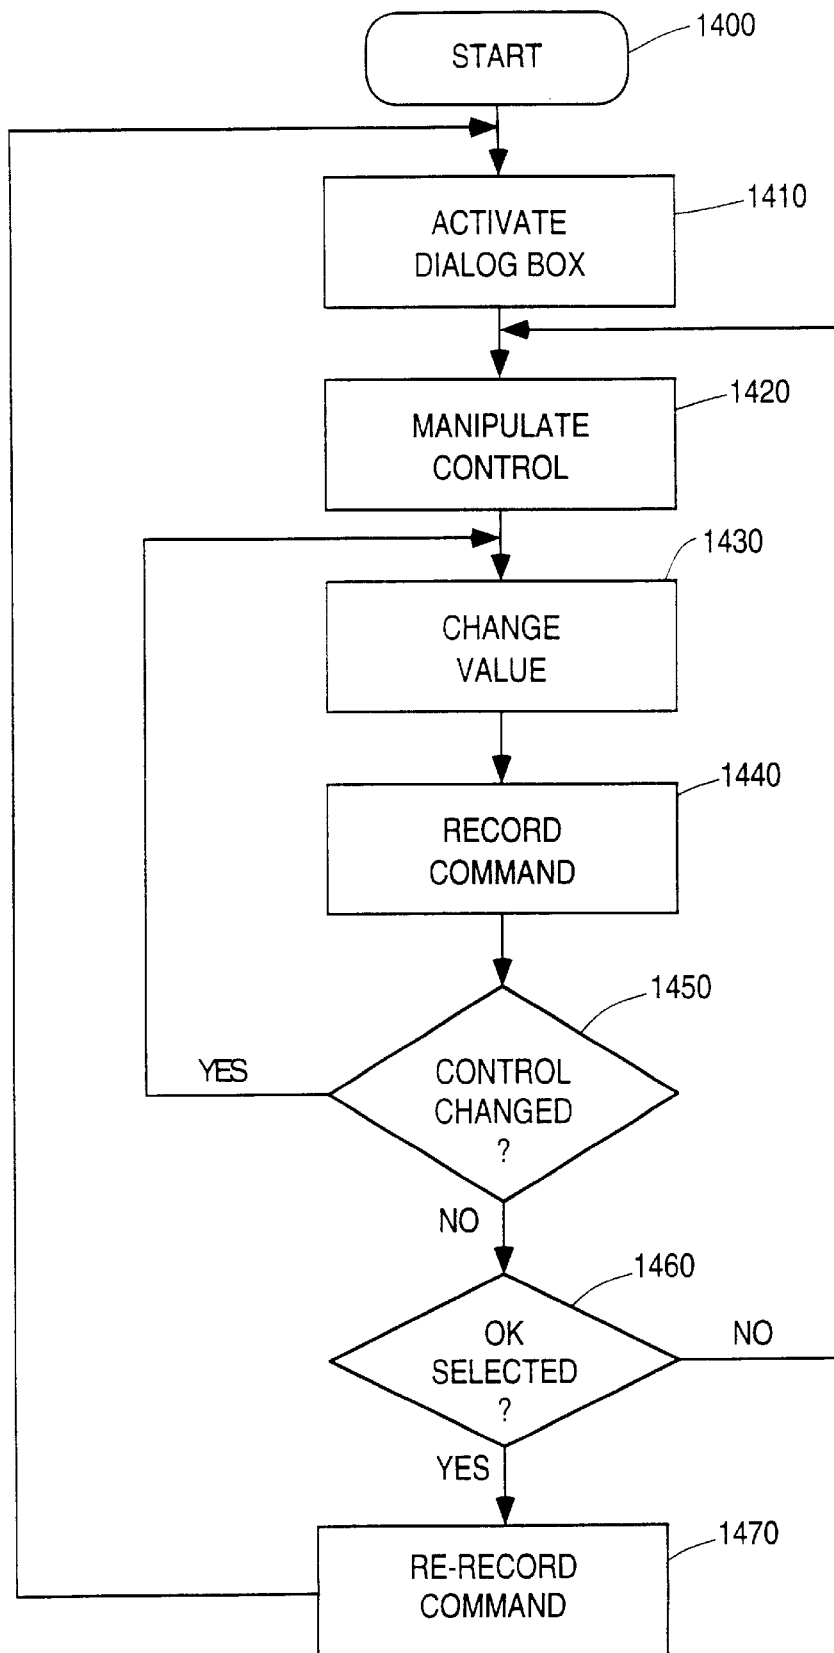 START
1400
ACTIVATE
DIALOG BOX
1410
MANIPULATE
CONTROL
1420
CHANGE
VALUE
1430
RECORD
COMMAND
1440
CONTROL
CHANGED
?
1450
YES
NO
OK
SELECTED
?
1460
NO
YES
RE-RECORD
COMMAND
1470